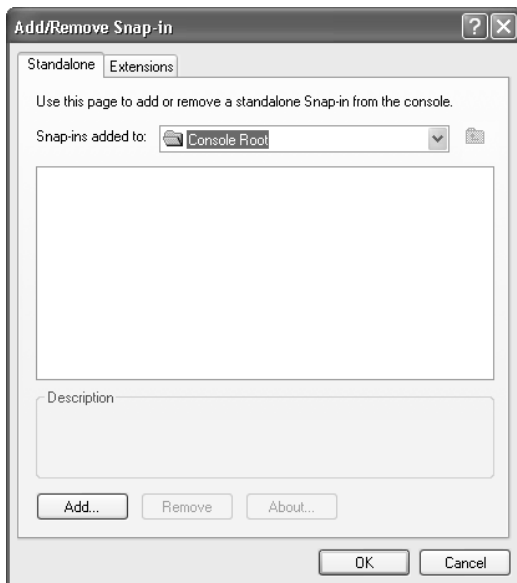 Add/Remove Snap-in
Standalone Extensions
Use this page to add or remove a standalone Snap-in from the console.
Snap-ins added to: Console Root
Description
Add... Remove About...
OK Cancel